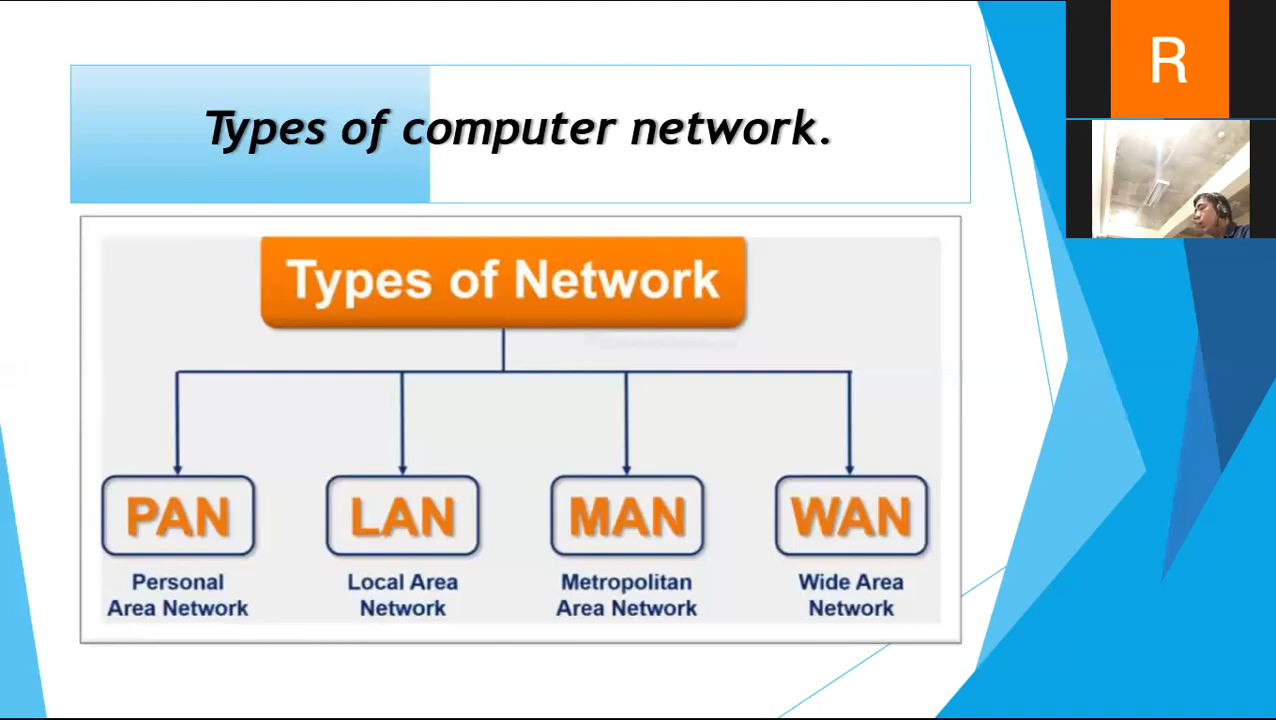 Types of computer network.
R
Types of Network
PAN
Personal
Area Network
LAN
Local Area
Network
MAN
Metropolitan
Area Network
WAN
Wide Area
Network